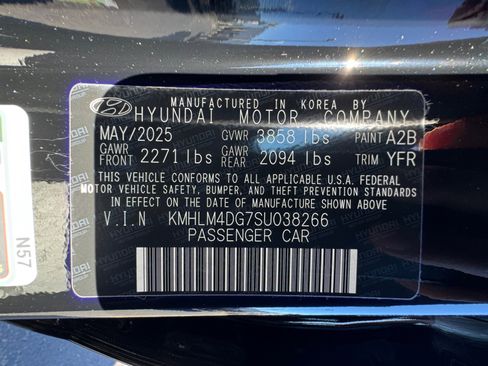 MANUFACTURED IN KOREA BY
HYUNDAI MOTOR COMPANY
MAY/2025 GVWR 3858 lbs PAINT A2B
GAWR FRONT 2271 lbs GAWR REAR 2094 lbs TRIM YFR
THIS VEHICLE CONFORMS TO ALL APPLICABLE U.S.A. FEDERAL
MOTOR VEHICLE SAFETY, BUMPER, AND THEFT PREVENTION STANDARDS
IN EFFECT ON THE DATE OF MANUFACTURE SHOWN ABOVE
V.I.N KMHLM4DG7SU038266
PASSENGER CAR
N57